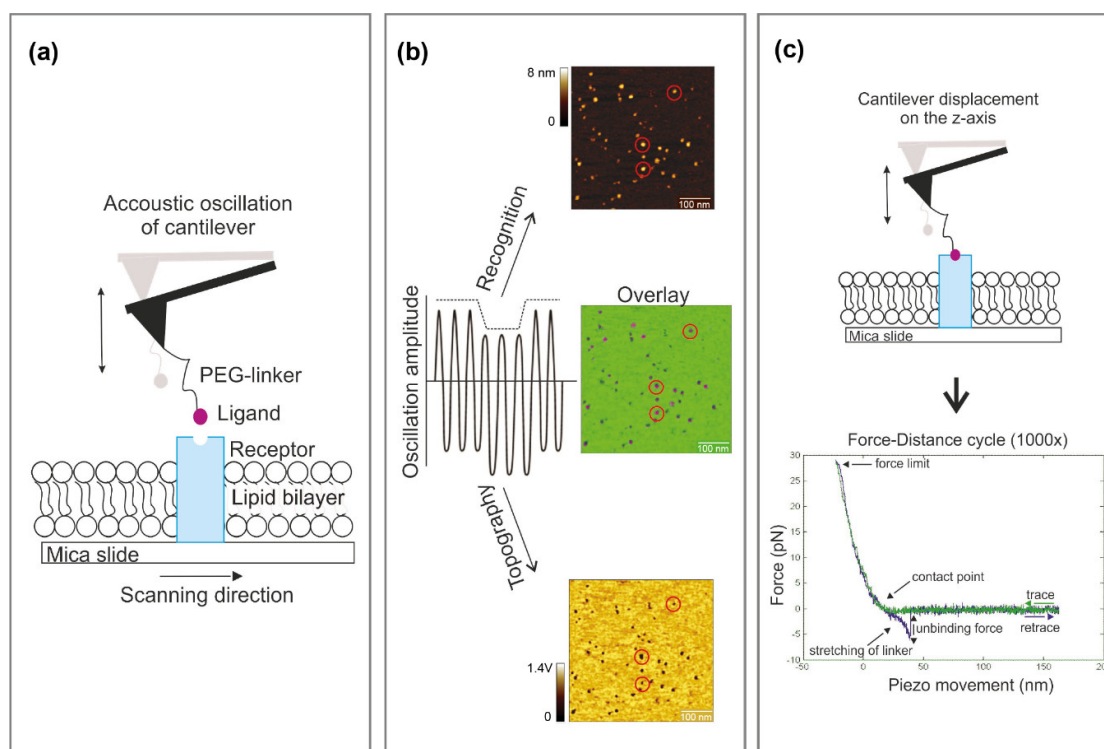 (a)
Accoustic oscillation
of cantilever
PEG-linker
Ligand
Receptor
Lipid bilayer
Mica slide
Scanning direction
(b)
8 nm
0
100 nm
Recognition
Overlay
100 nm
Oscillation amplitude
Topography
1.4V
0
100 nm
(c)
Cantilever displacement
on the z-axis
Mica slide
Force-Distance cycle (1000x)
30
25
20
15
10
5
0
-5
-10
force limit
contact point
trace
retrace
unbinding force
stretching of linker
-50
0
50
100
150
20
Force (pN)
Piezo movement (nm)